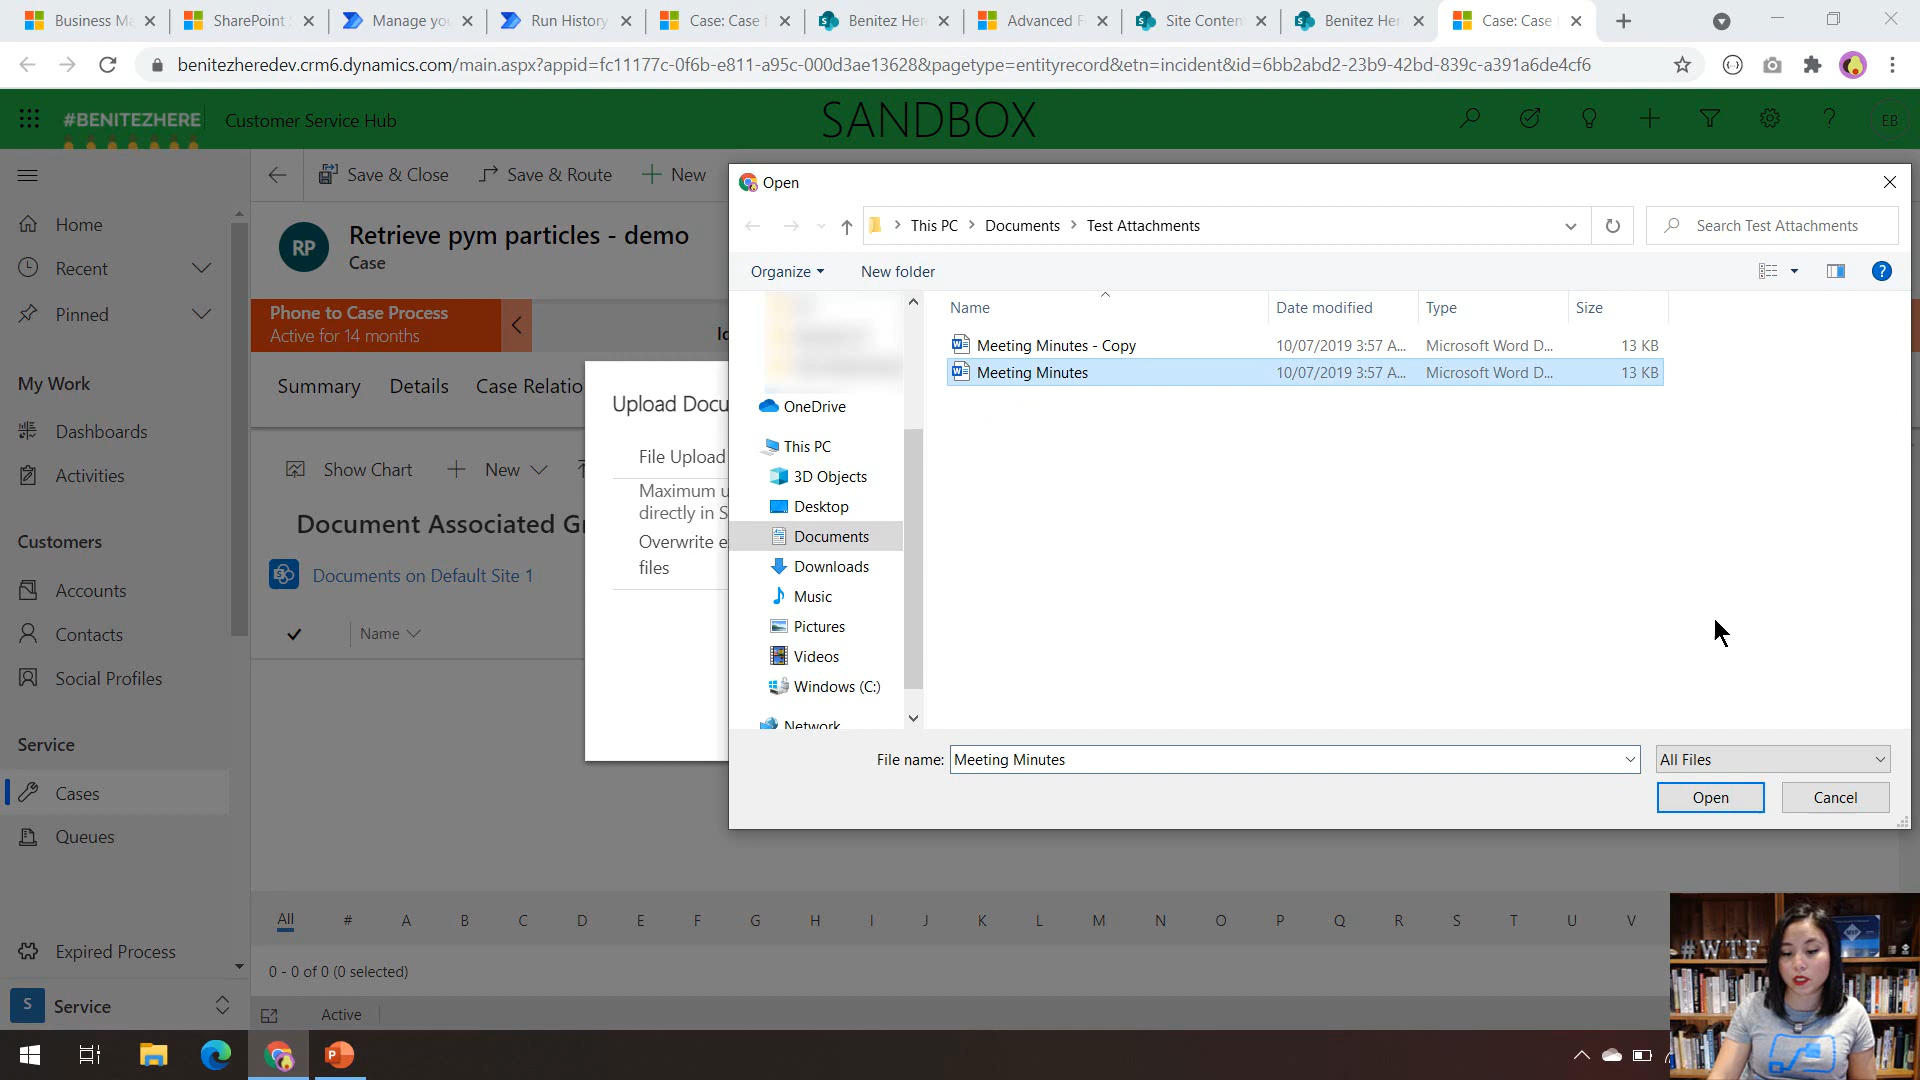 Business Ma
SharePoint S
Manage you
Run History
Case: Case f
Benitez Her
Advanced F
Site Conten
Benitez Her
Case: Case
benitezheredev.crm6.dynamics.com/main.aspx?appid=fc11177c-0f6b-e811-a95c-000d3ae13628&pagetype=entityrecord&etn=incident&id=6bb2abd2-23b9-42bd-839c-a391a6de4cf6
#BENITEZHERE
Customer Service Hub
SANDBOX
EB
Save & Close
Save & Route
New
Home
Recent
Pinned
My Work
Dashboards
Activities
Customers
Accounts
Contacts
Social Profiles
Service
Cases
Queues
Expired Process
S
Service
RP
Retrieve pym particles - demo
Case
Phone to Case Process
Active for 14 months
Id
Summary
Details
Case Relatio
Show Chart
New
Document Associated G
Documents on Default Site 1
Name
Upload Docu
File Upload
Maximum u
directly in S
Overwrite e
files
Open
This PC
Documents
Test Attachments
Search Test Attachments
Organize
New folder
?
OneDrive
This PC
3D Objects
Desktop
Documents
Downloads
Music
Pictures
Videos
Windows (C:)
Network
Name
Date modified
Type
Size
Meeting Minutes - Copy
10/07/2019 3:57 A...
Microsoft Word D...
13 KB
Meeting Minutes
10/07/2019 3:57 A...
Microsoft Word D...
13 KB
File name:
Meeting Minutes
All Files
Open
Cancel
All
#
A
B
C
D
E
F
G
H
I
J
K
L
M
N
O
P
Q
R
S
T
U
V
0 - 0 of 0 (0 selected)
Active
#WTF